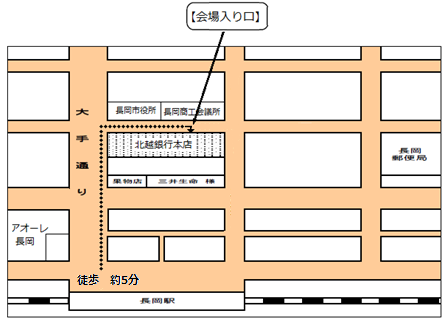 【会場入り口】
長岡市役所
長岡商工会議所
大手通り
北越銀行本店
長岡
郵便局
果物店
三井生命 様
アオーレ
長岡
徒歩 約5分
長岡駅